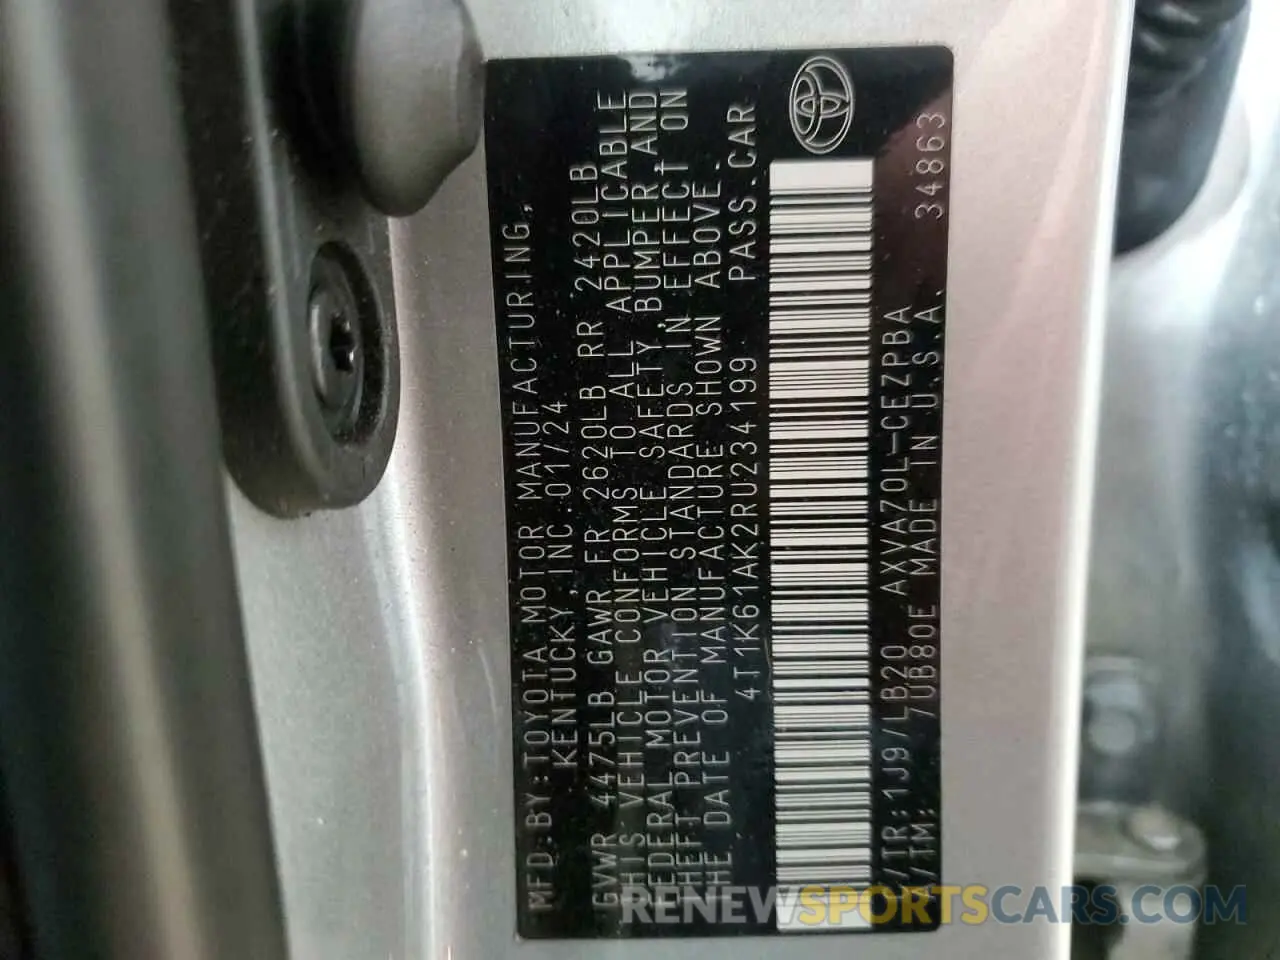 MFD.BY:TOYOTA MOTOR MANUFACTURING,
KENTUCKY,INC 01/24
GVWR 4475LB GAWR FR 2620LB RR 2420LB
THIS VEHICLE CONFORMS TO ALL APPLICABLE
FEDERAL MOTOR VEHICLE SAFETY,BUMPER AND
THEFT PREVENTION STANDARDS IN EFFECT ON
THE DATE OF MANUFACTURE SHOWN ABOVE.
4T1K61AK2RU234199 PASS.CAR
C/TR:1J9/LB20 AXVA70L-CEZPBA
A/TM: 7UB80E MADE IN U.S.A. 34863
RENEWSPORTSCARS.COM